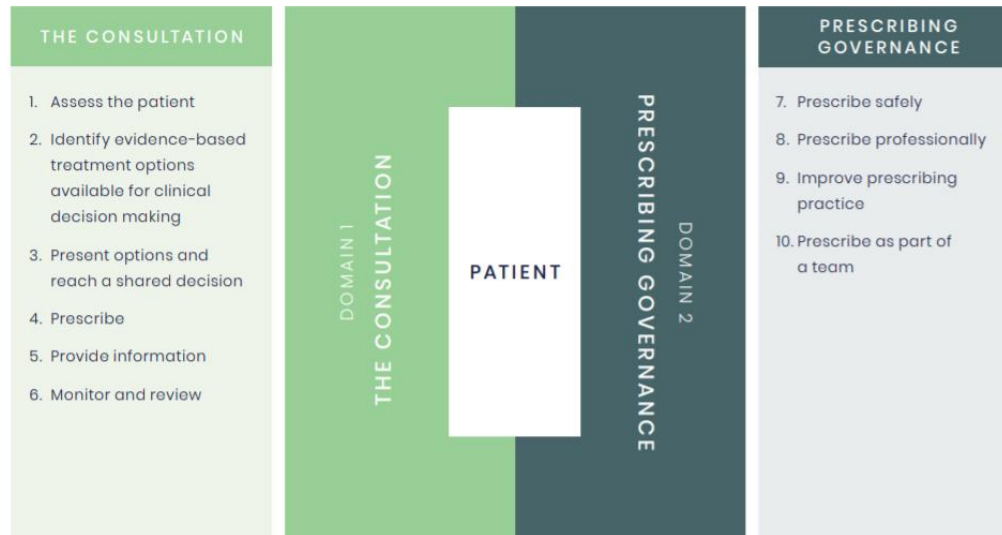 THE CONSULTATION
1. Assess the patient
2. Identify evidence-based
treatment options
available for clinical
decision making
3. Present options and
reach a shared decision
4. Prescribe
5. Provide information
6. Monitor and review
DOMAIN 1
THE CONSULTATION
PATIENT
PRESCRIBING GOVERNANCE
DOMAIN 2
PRESCRIBING
GOVERNANCE
7. Prescribe safely
8. Prescribe professionally
9. Improve prescribing
practice
10. Prescribe as part of
a team